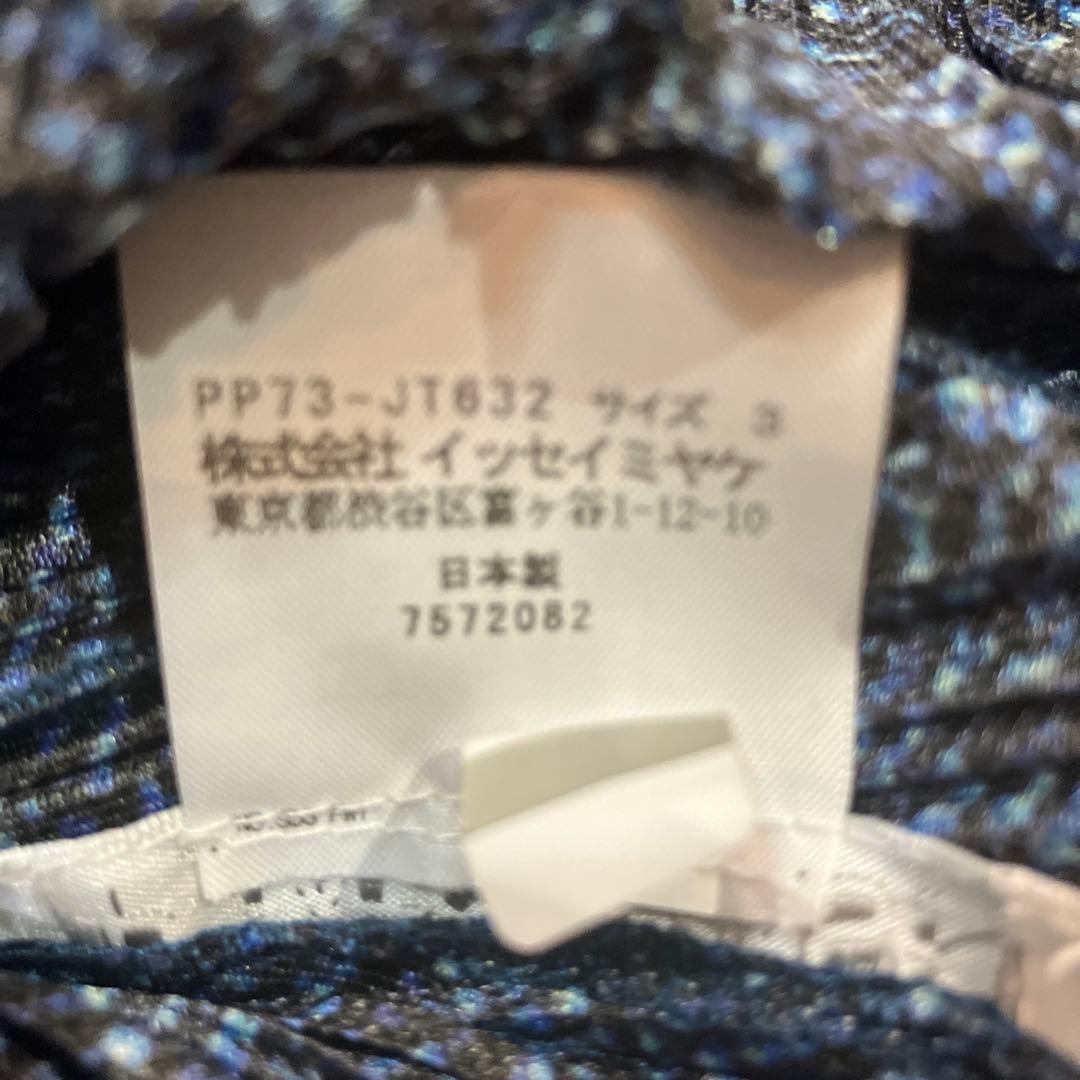 PP73-JT632 サイズ 3
株式会社 イッセイミヤケ
東京都渋谷区富ヶ谷1-12-10
日本製
7572082